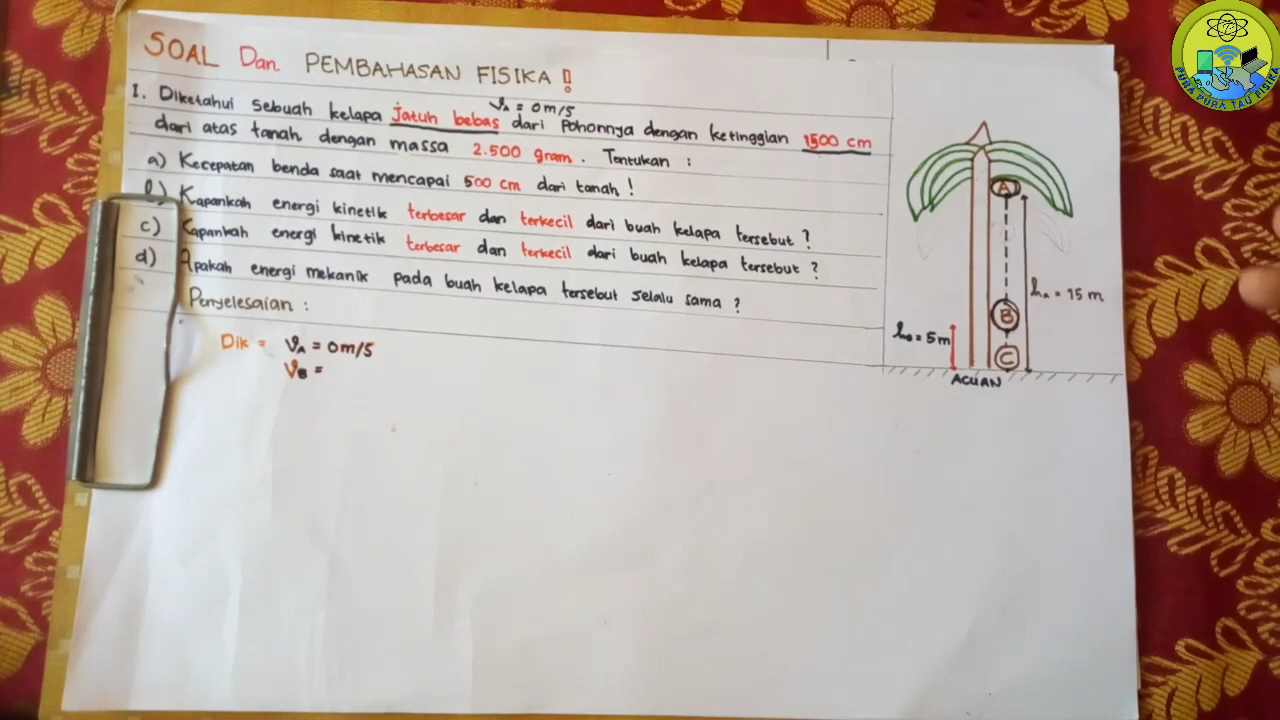 SOAL Dan PEMBAHASAN FISIKA!
1. Diketahui sebuah kelapa jatuh bebas dari Pohonnya dengan ketinggian 1500 cm
VA = 0 m/s
dari atas tanah dengan massa 2.500 gram. Tentukan :
a) Kecepatan benda saat mencapai 500 cm dari tanah!
b) Kapankah energi kinetik terbesar dan terkecil dari buah kelapa tersebut?
c) Kapankah energi kinetik terbesar dan terkecil dari buah kelapa tersebut?
d) Apakah energi mekanik pada buah kelapa tersebut selalu sama?
Penyelesaian :
Dik = VA = 0 m/s
VB =
A
hA = 15 m
B
hB = 5 m
C
ACUAN
PURA PURA TAU FISIKA